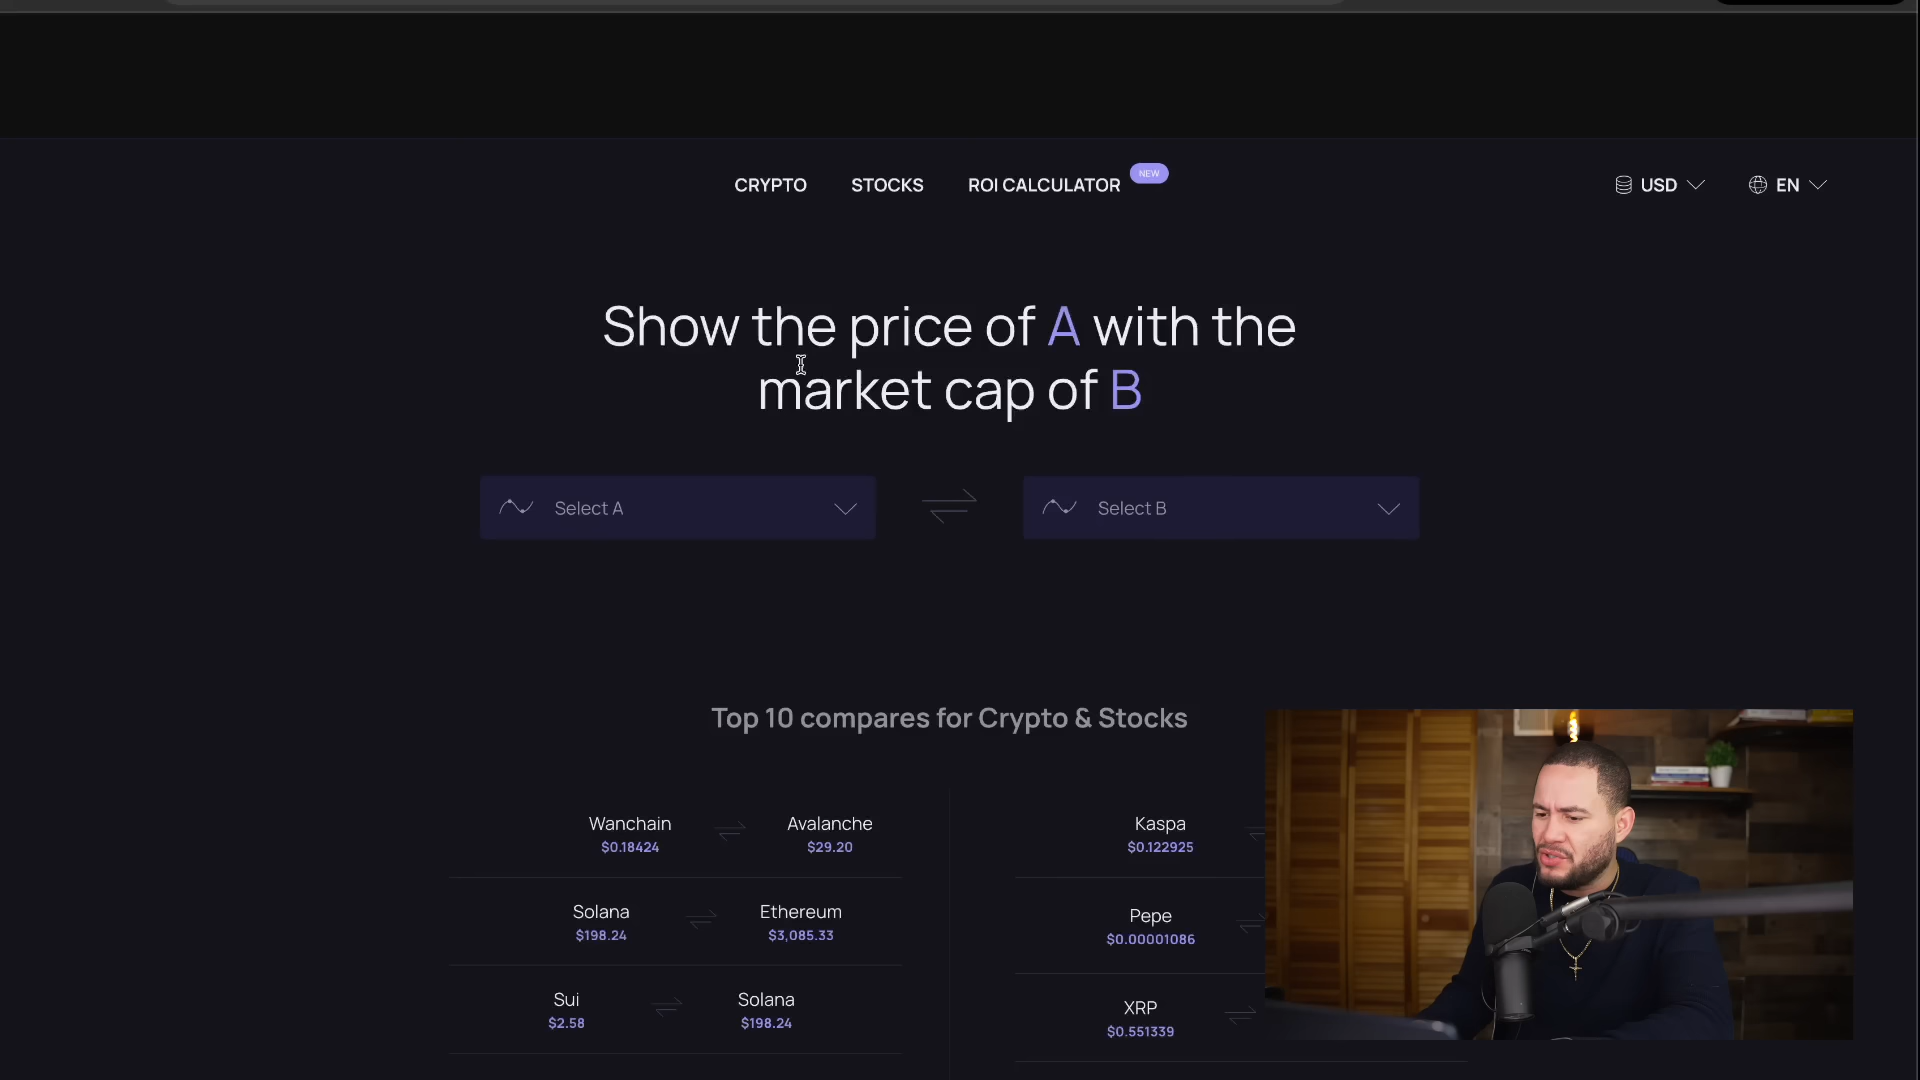 CRYPTO
STOCKS
ROI CALCULATOR
NEW
USD
EN
Show the price of A with the
market cap of B
Select A
Select B
Top 10 compares for Crypto & Stocks
Wanchain
$0.18424
Avalanche
$29.20
Kaspa
$0.122925
Solana
$198.24
Ethereum
$3,085.33
Pepe
$0.00001086
Sui
$2.58
Solana
$198.24
XRP
$0.551339